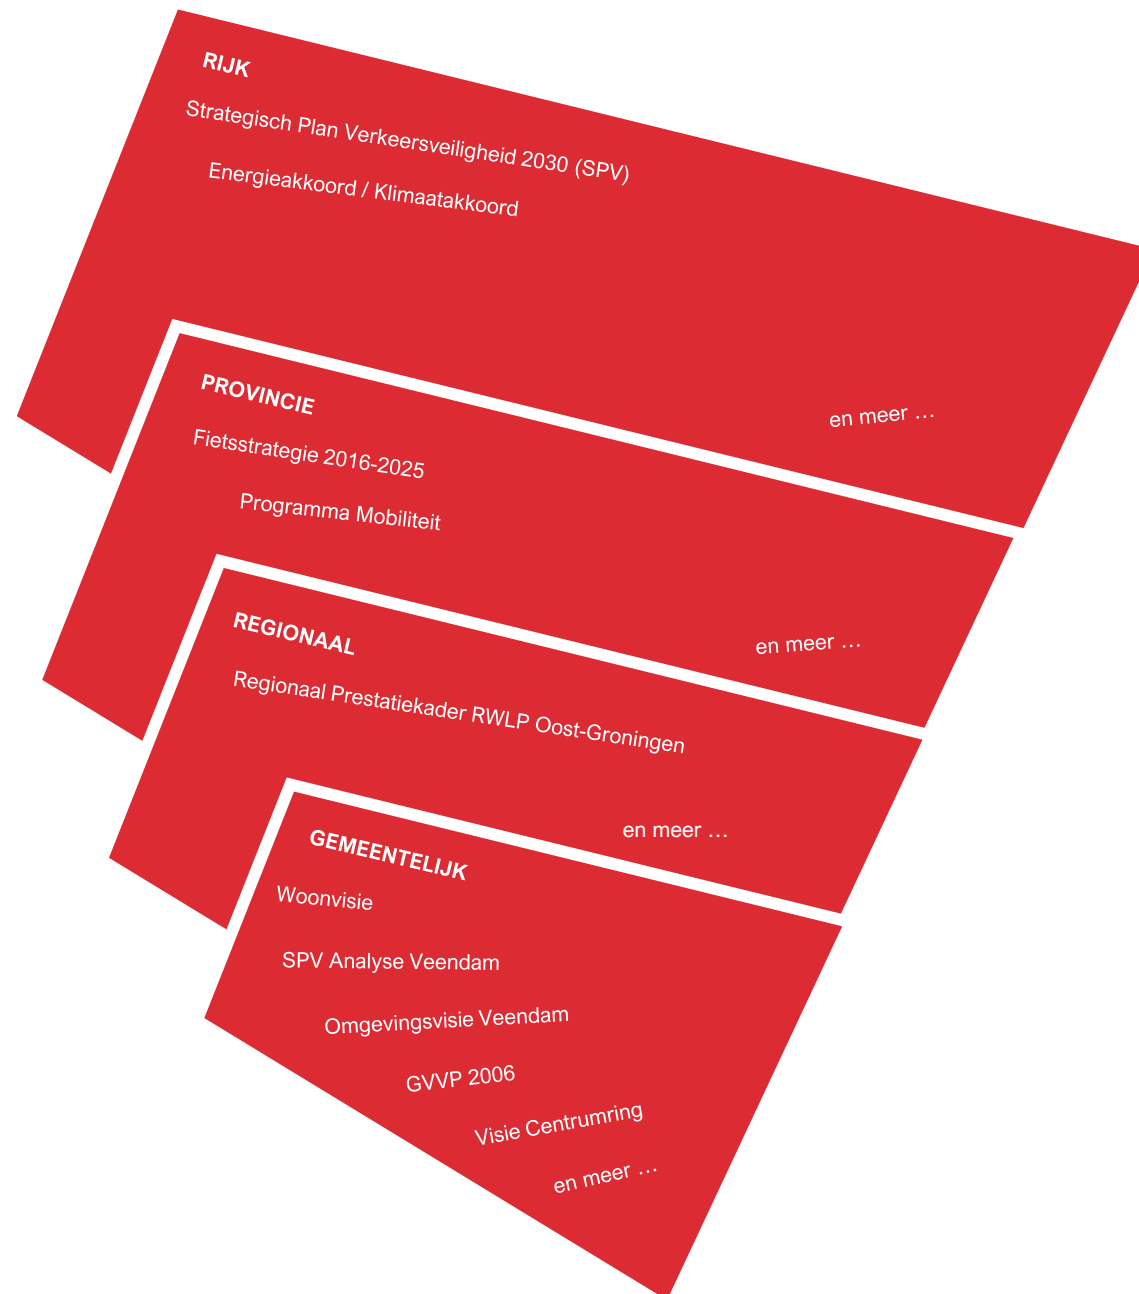 RIJK
Strategisch Plan Verkeersveiligheid 2030 (SPV)
Energieakkoord / Klimaatakkoord
en meer …
PROVINCIE
Fietsstrategie 2016-2025
Programma Mobiliteit
en meer …
REGIONAAL
Regionaal Prestatiekader RWLP Oost-Groningen
en meer …
GEMEENTELIJK
Woonvisie
SPV Analyse Veendam
Omgevingsvisie Veendam
GVVP 2006
Visie Centrumring
en meer …